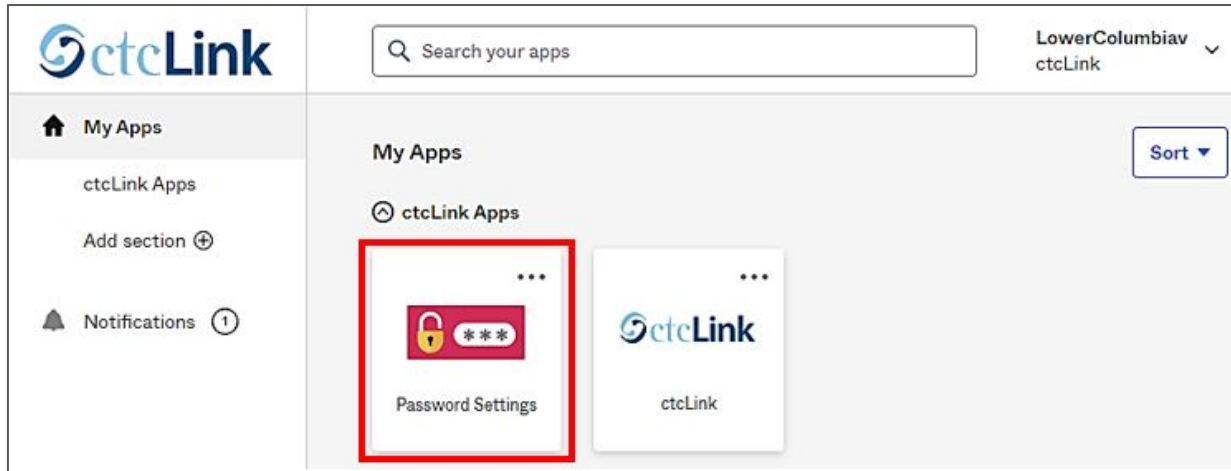 ctcLink
Search your apps
LowerColumbiav
ctcLink
My Apps
ctcLink Apps
Add section
Notifications 1
My Apps
Sort
ctcLink Apps
•••
***
Password Settings
•••
ctcLink
ctcLink